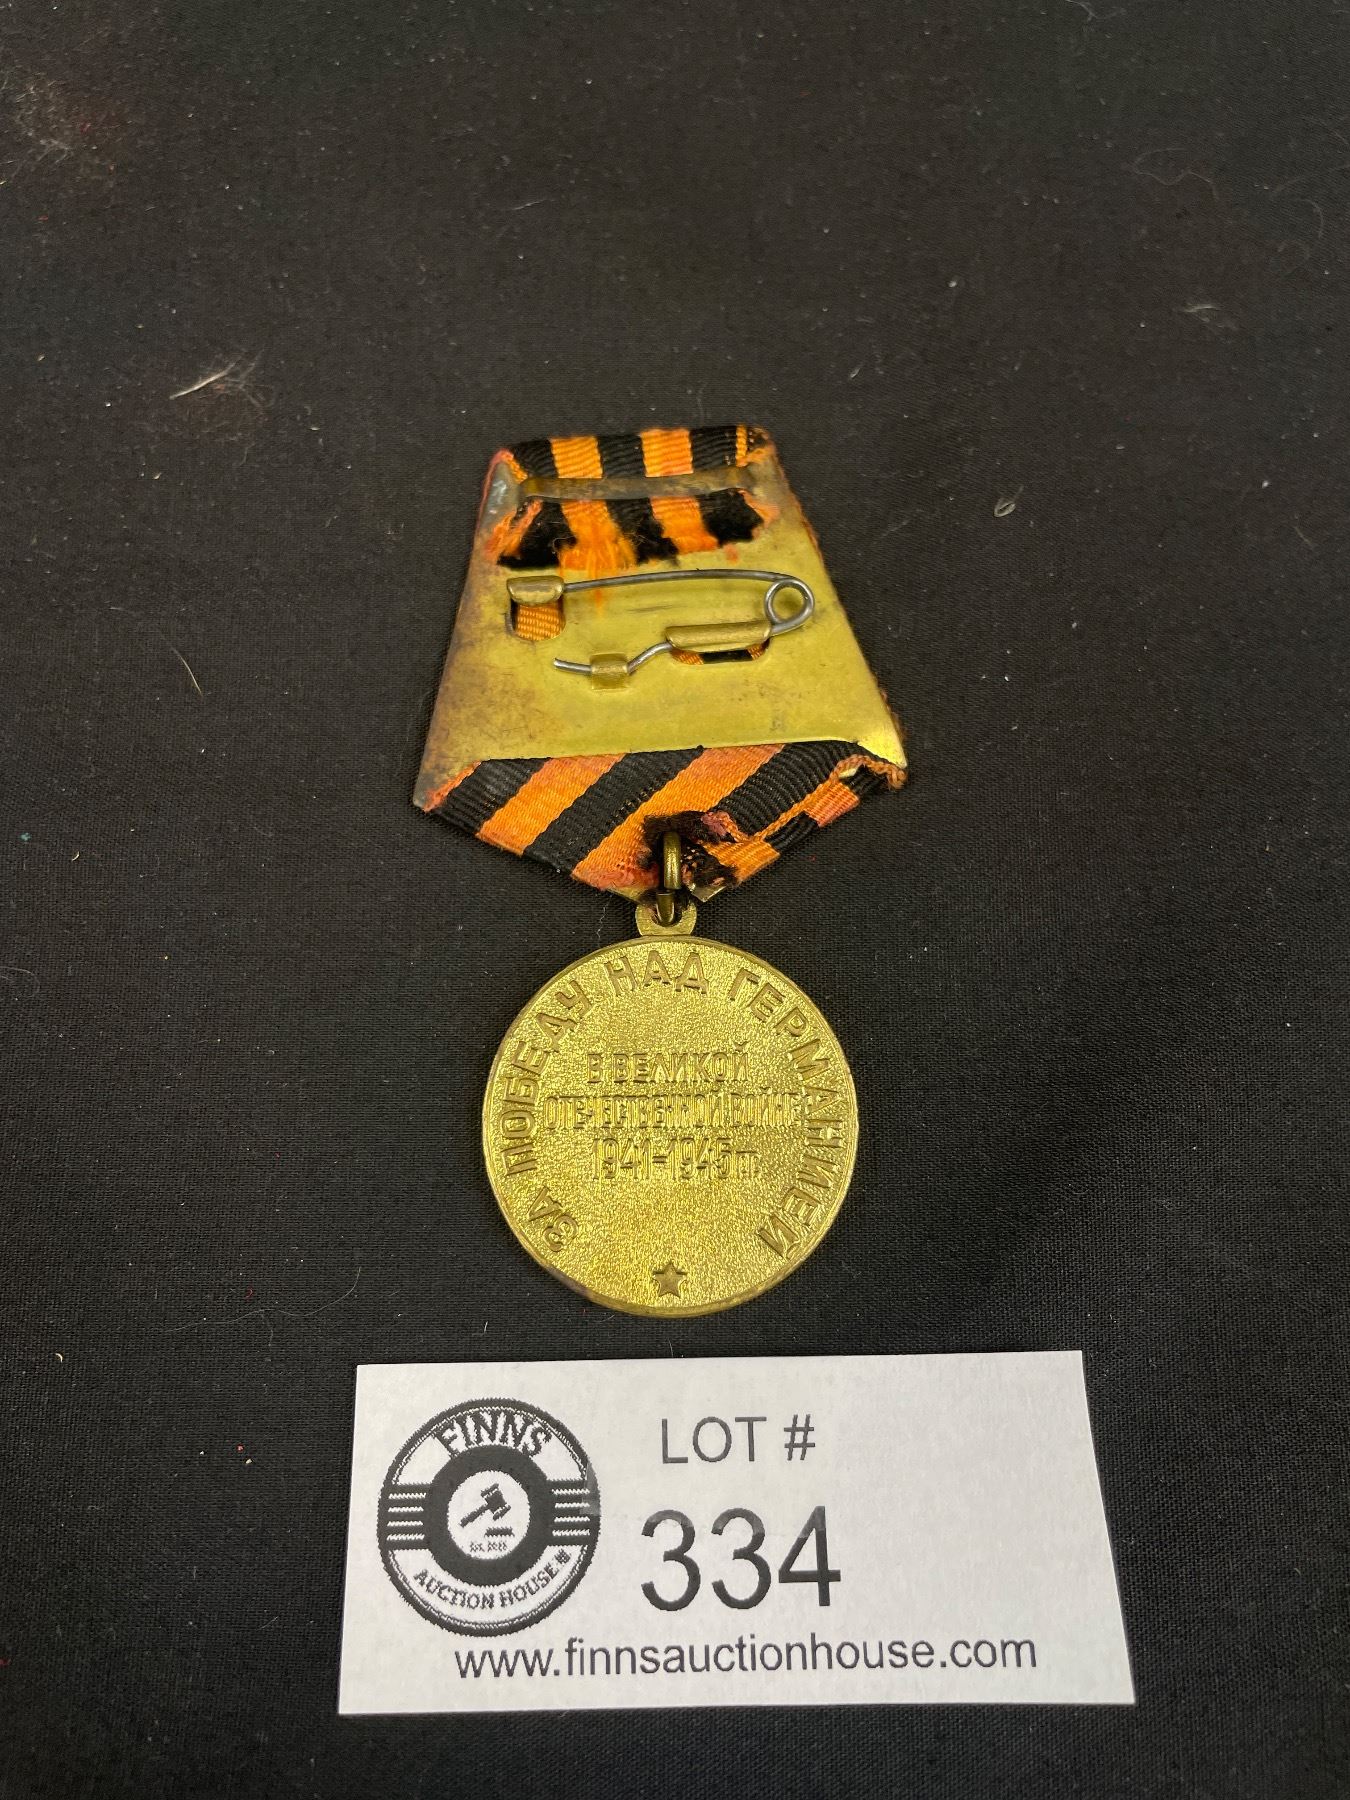 ЗА ПОБЕДУ НАД ГЕРМАНИЕЙ
В ВЕЛИКОЙ
ОТЕЧЕСТВЕННОЙ ВОЙНЕ
1941-1945 гг
FINNS
AUCTION HOUSE
LOT #
334
www.finnsauctionhouse.com